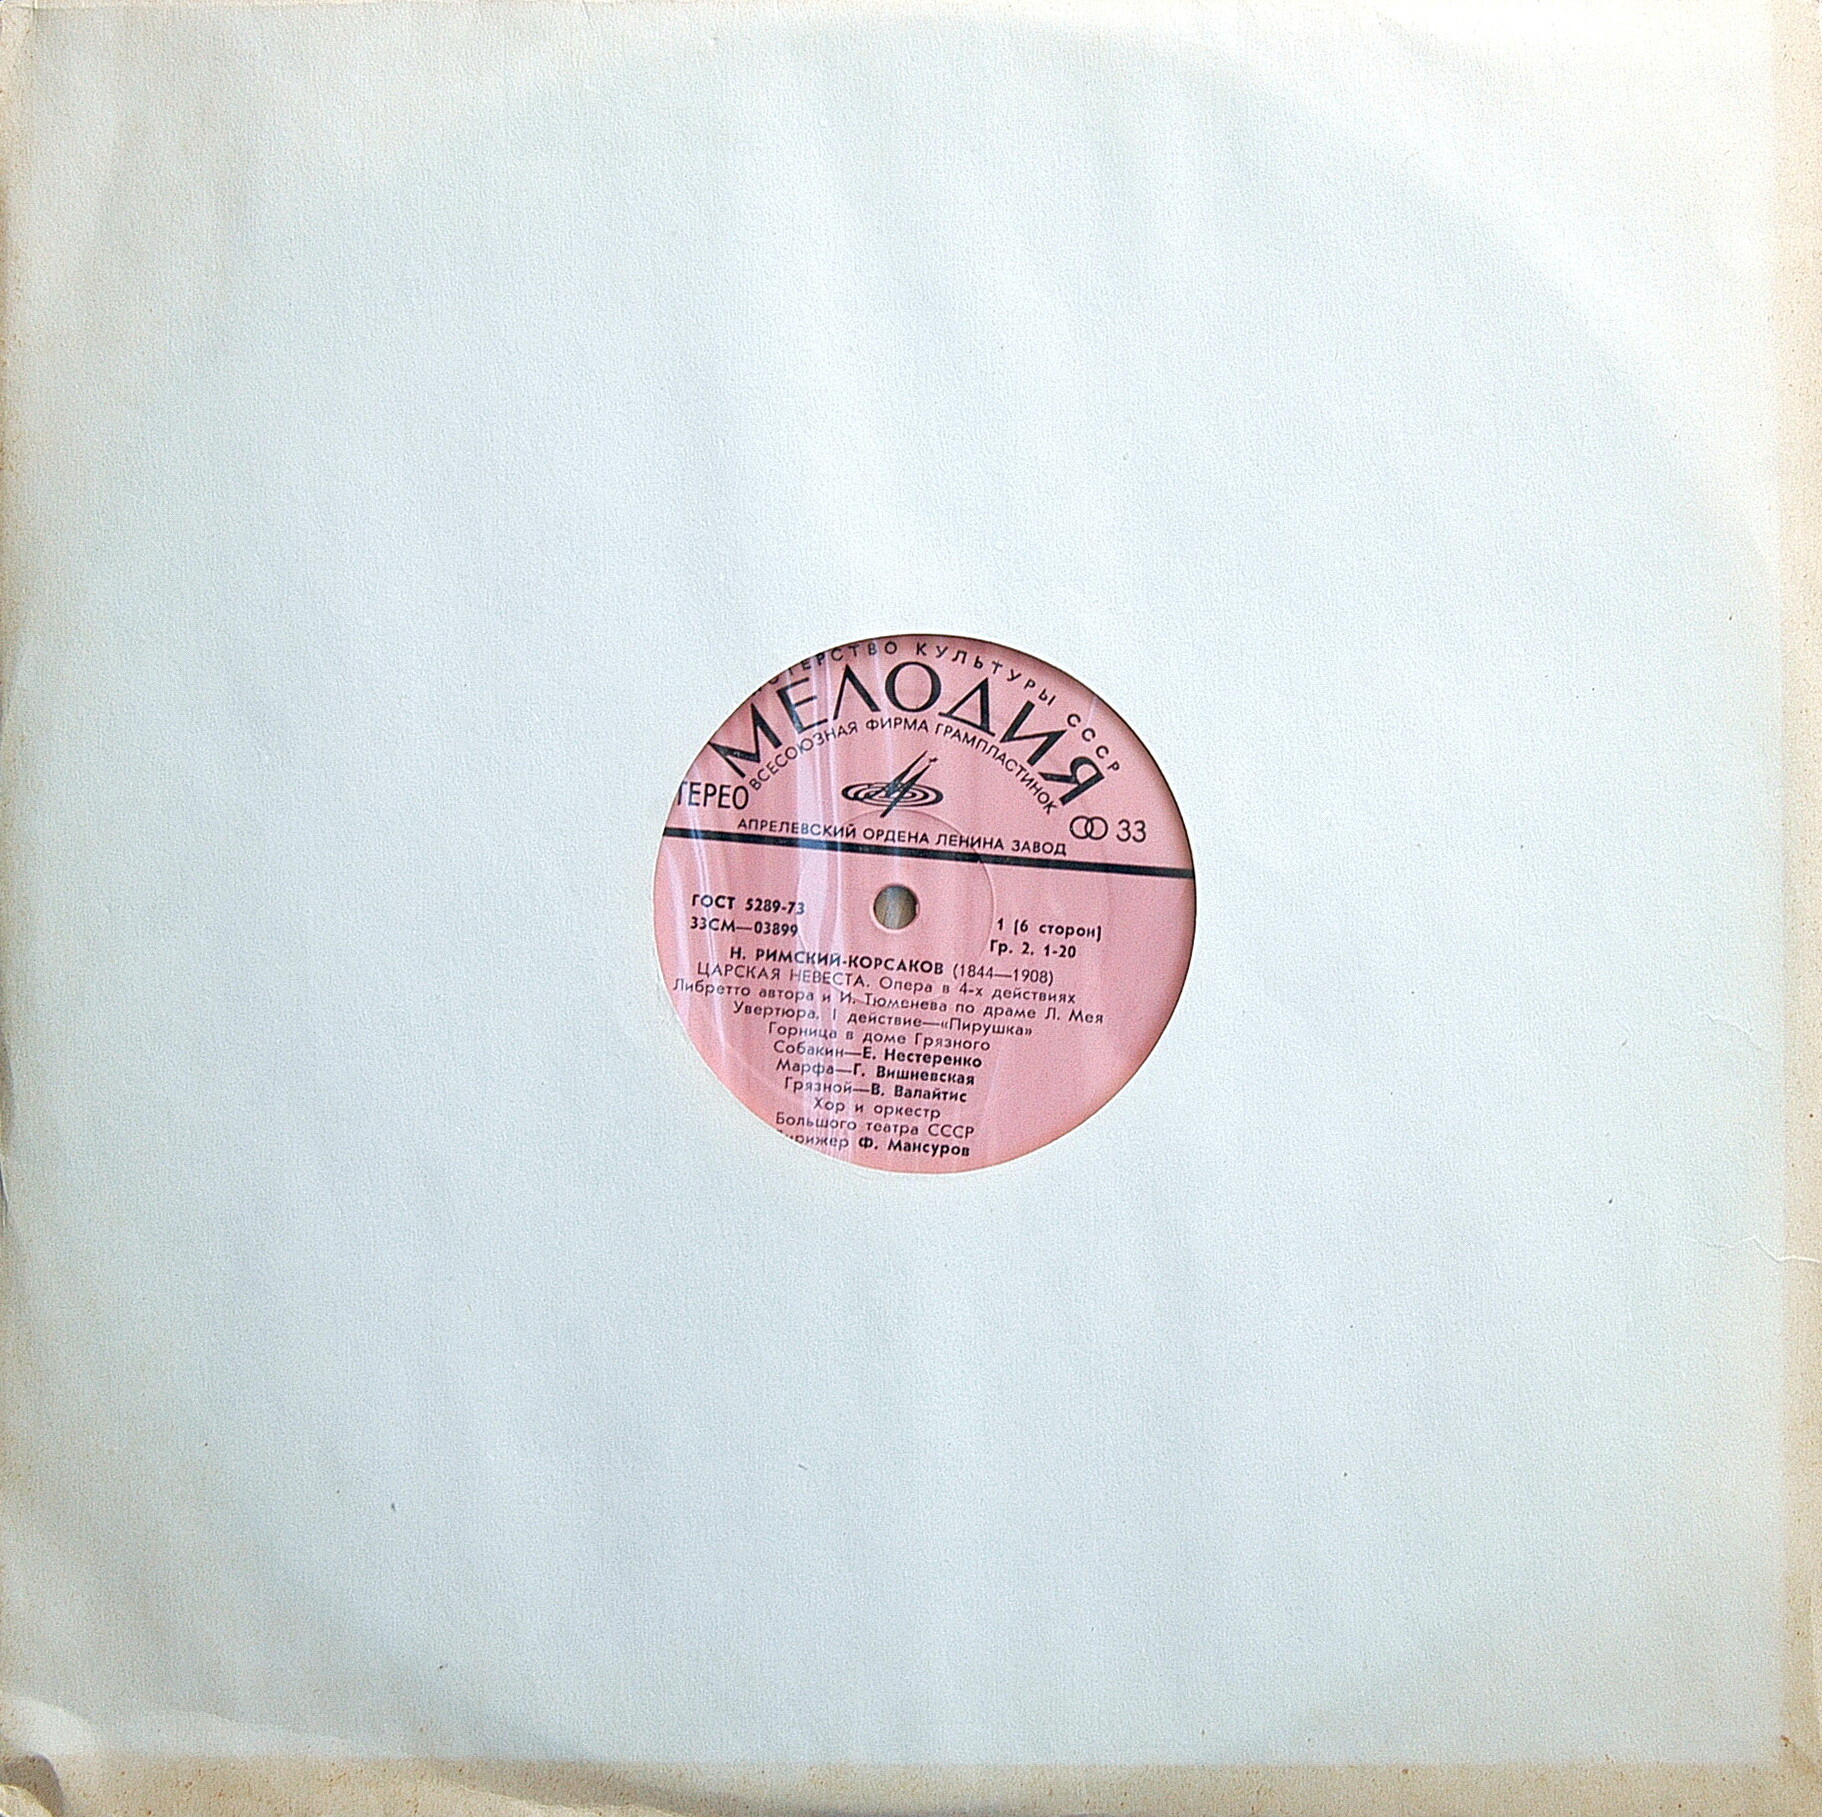 МИНИСТЕРСТВО КУЛЬТУРЫ СССР
МЕЛОДИЯ
ВСЕСОЮЗНАЯ ФИРМА ГРАМПЛАСТИНОК
ТЕРЕО
33
АПРЕЛЕВСКИЙ ОРДЕНА ЛЕНИНА ЗАВОД
ГОСТ 5289-73
33СМ—03899
1 (6 сторон)
Гр. 2. 1-20
Н. РИМСКИЙ-КОРСАКОВ (1844—1908)
ЦАРСКАЯ НЕВЕСТА. Опера в 4-х действиях
Либретто автора и И. Тюменева по драме Л. Мея
Увертюра. I действие—«Пирушка»
Горница в доме Грязного
Собакин—Е. Нестеренко
Марфа—Г. Вишневская
Грязной—В. Валайтис
Хор и оркестр
Большого театра СССР
Дирижер Ф. Мансуров